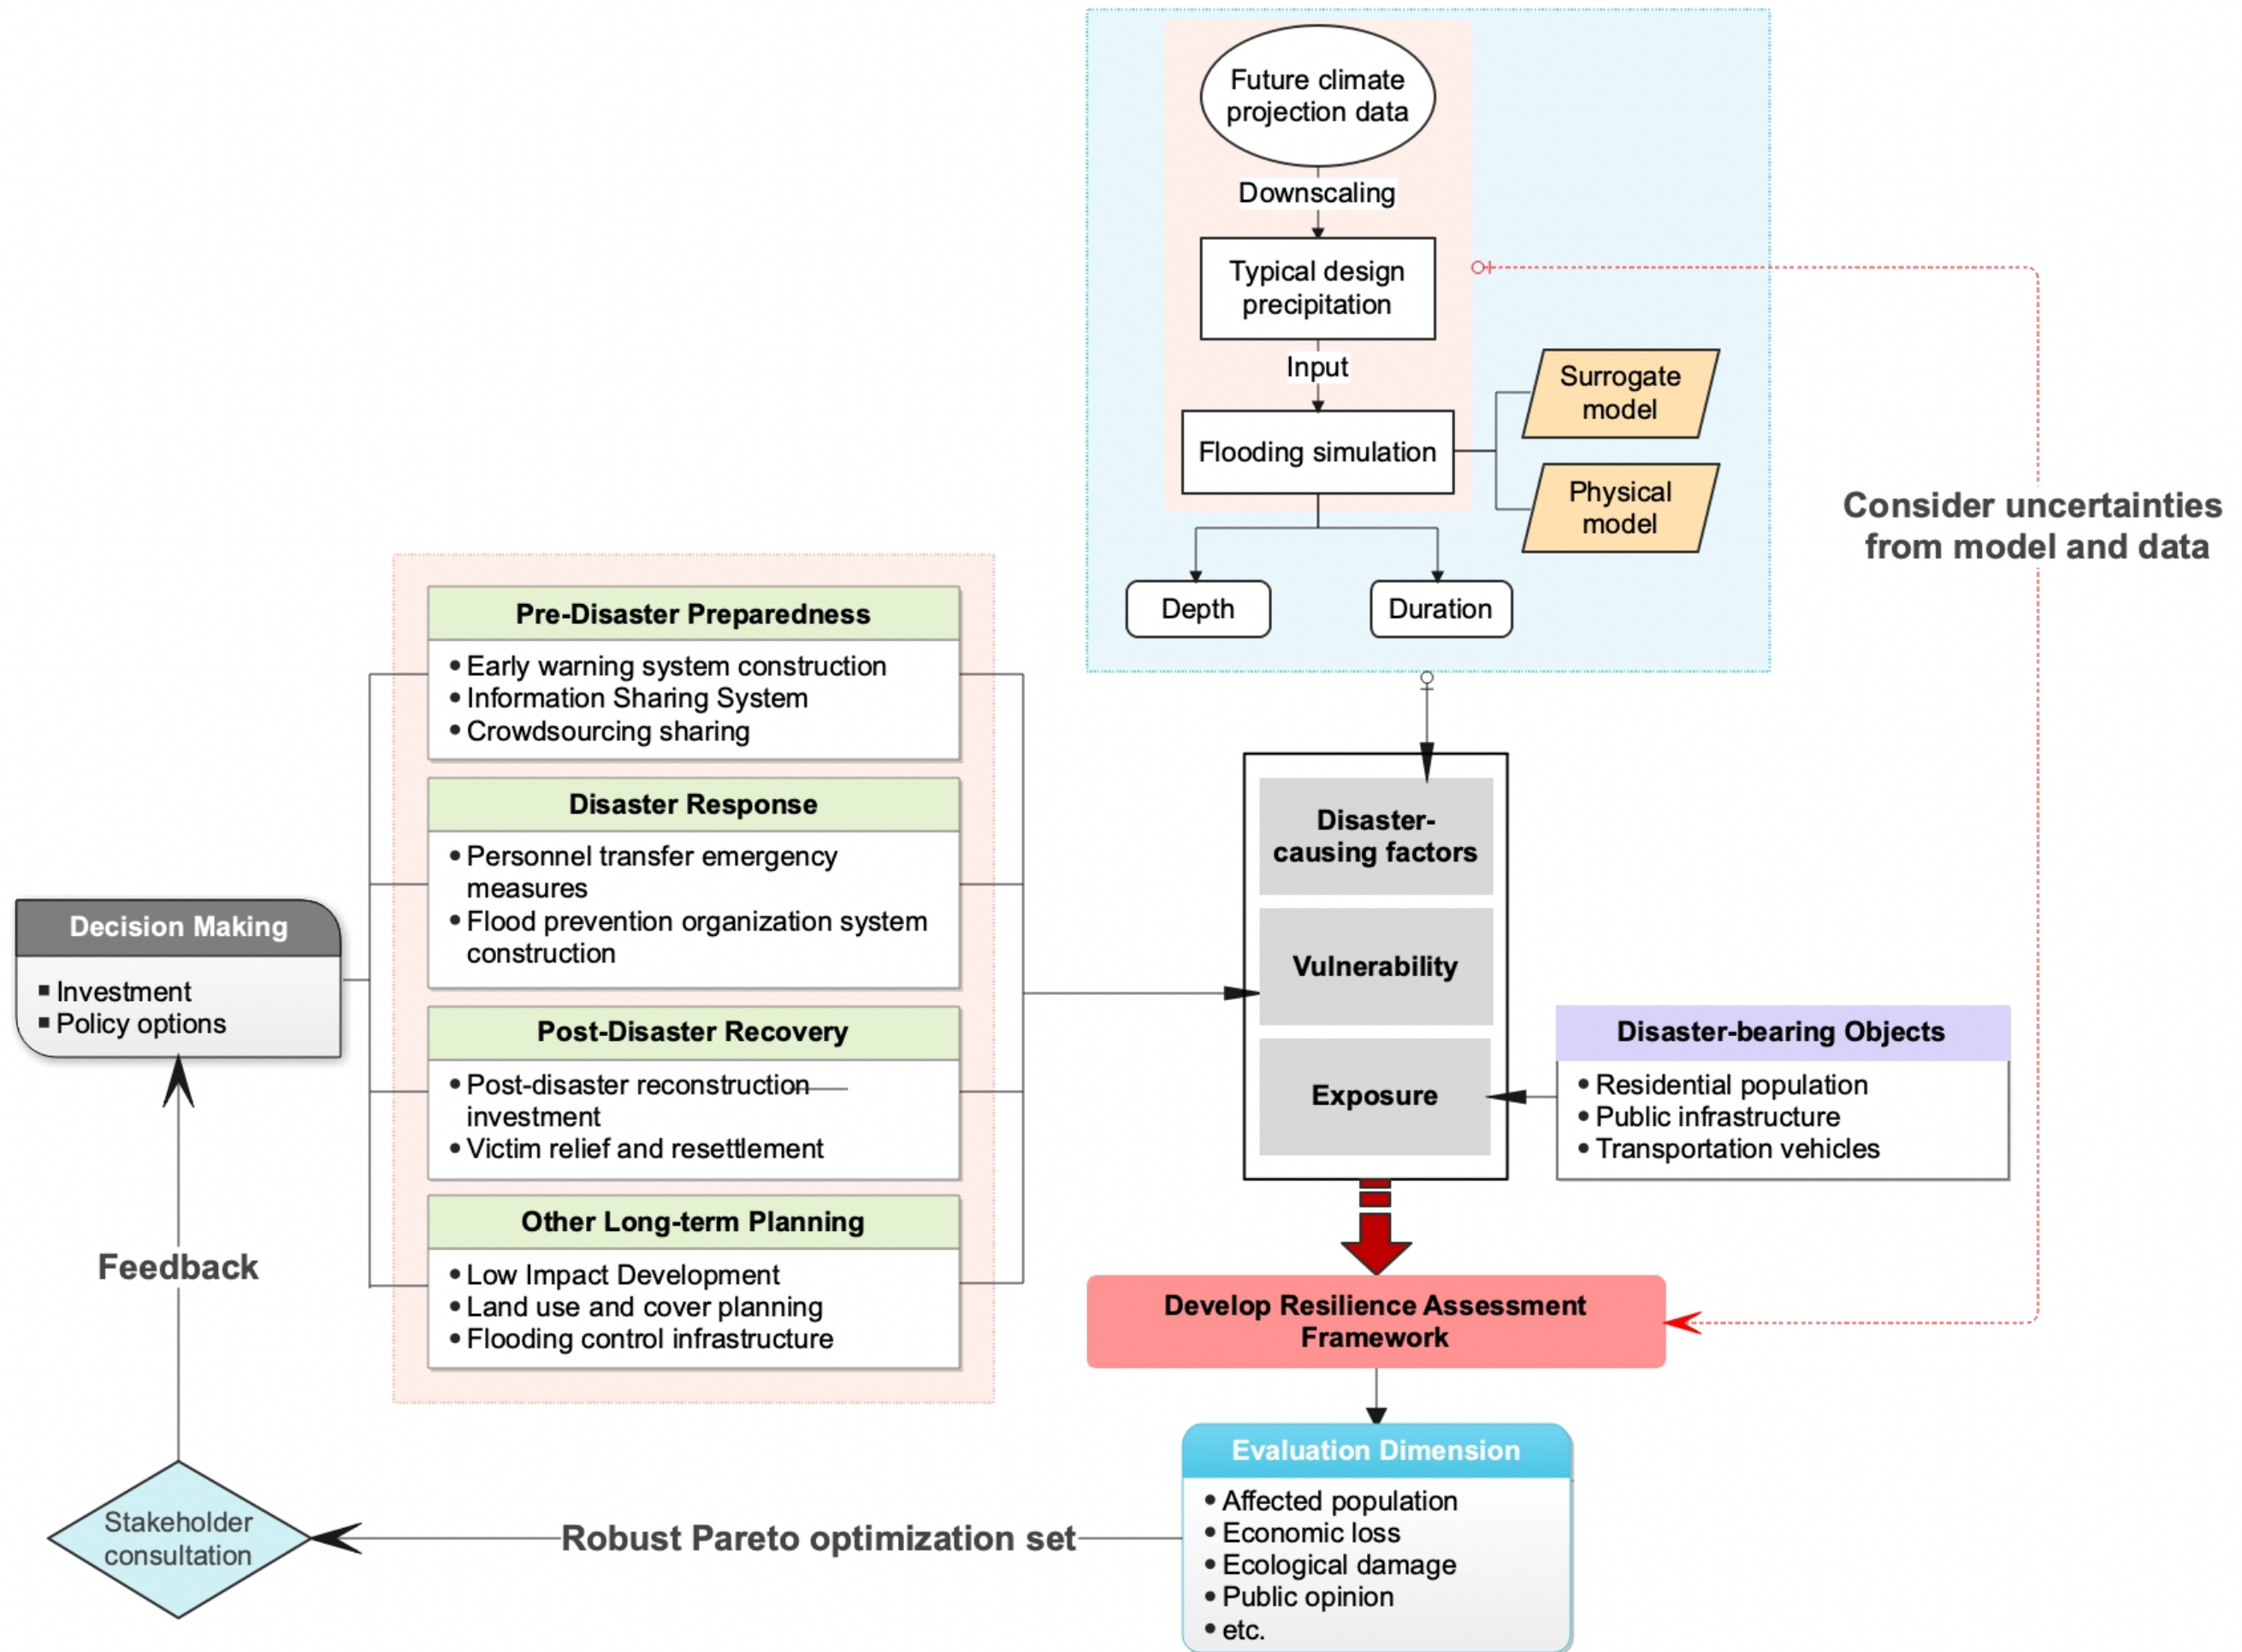 Future climate
projection data
Downscaling
Typical design
precipitation
Input
Flooding simulation
Surrogate
model
Physical
model
Depth
Duration
Consider uncertainties
from model and data
Pre-Disaster Preparedness
• Early warning system construction
• Information Sharing System
• Crowdsourcing sharing
Disaster Response
• Personnel transfer emergency
measures
• Flood prevention organization system
construction
Post-Disaster Recovery
• Post-disaster reconstruction
investment
• Victim relief and resettlement
Other Long-term Planning
• Low Impact Development
• Land use and cover planning
• Flooding control infrastructure
Decision Making
▪ Investment
▪ Policy options
Disaster-
causing factors
Vulnerability
Exposure
Disaster-bearing Objects
• Residential population
• Public infrastructure
• Transportation vehicles
Develop Resilience Assessment
Framework
Evaluation Dimension
• Affected population
• Economic loss
• Ecological damage
• Public opinion
• etc.
Robust Pareto optimization set
Stakeholder
consultation
Feedback